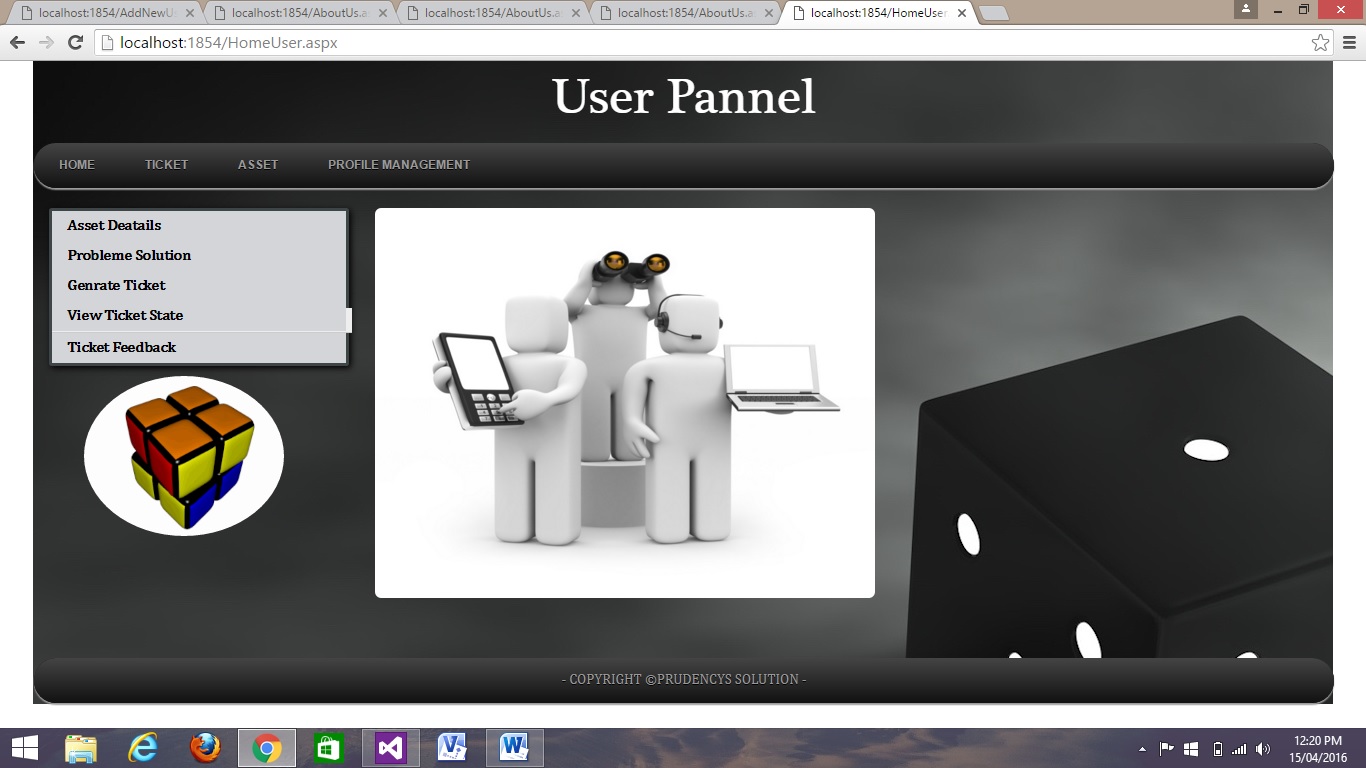 localhost:1854/AddNewU
localhost:1854/AboutUs.a
localhost:1854/AboutUs.a
localhost:1854/AboutUs.a
localhost:1854/HomeUser
localhost:1854/HomeUser.aspx
User Pannel
HOME TICKET ASSET PROFILE MANAGEMENT
Asset Deatails
Probleme Solution
Genrate Ticket
View Ticket State
Ticket Feedback
- COPYRIGHT ©PRUDENCYS SOLUTION -
12:20 PM
15/04/2016